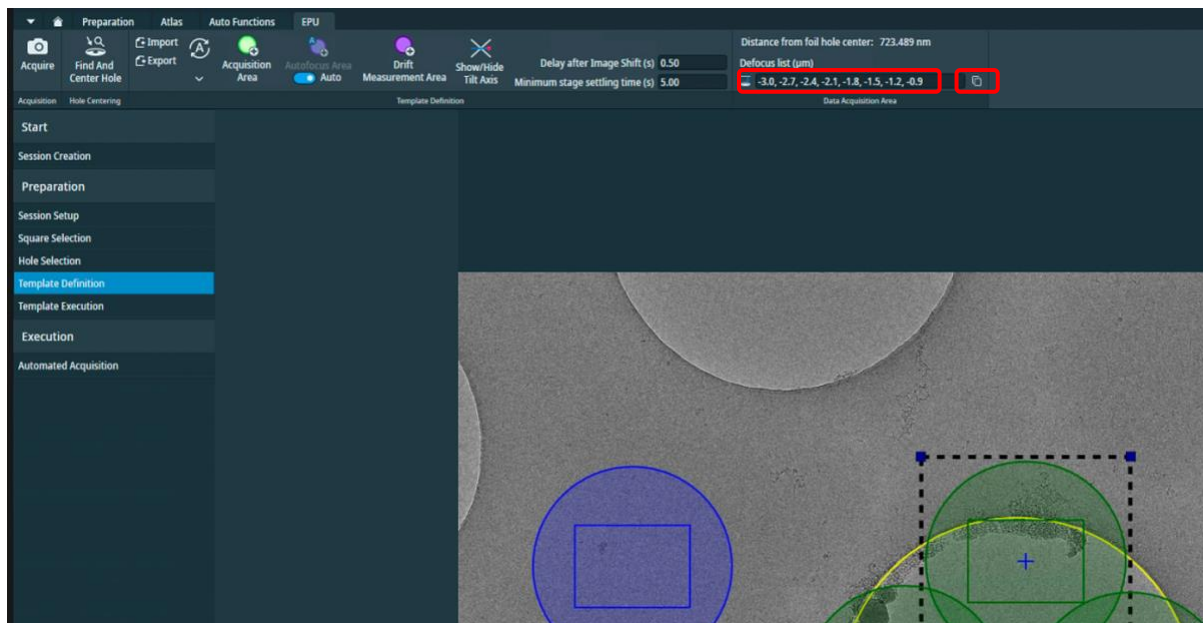 Preparation Atlas Auto Functions EPU
Acquire
Find And
Center Hole
Import
Export
A
Acquisition
Area
A
Autofocus Area
Auto
Drift
Measurement Area
Show/Hide
Tilt Axis
Delay after Image Shift (s) 0.50
Minimum stage settling time (s) 5.00
Distance from foil hole center: 723.489 nm
Defocus list (µm)
-3.0, -2.7, -2.4, -2.1, -1.8, -1.5, -1.2, -0.9
Acquisition Hole Centering Template Definition Data Acquisition Area
Start
Session Creation
Preparation
Session Setup
Square Selection
Hole Selection
Template Definition
Template Execution
Execution
Automated Acquisition